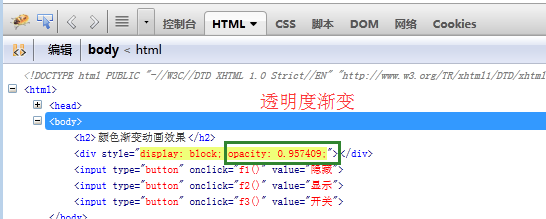 控制台 HTML CSS 脚本 DOM 网络 Cookies
编辑 body < html
<!DOCTYPE html PUBLIC "-//W3C//DTD XHTML 1.0 Strict//EN" "http://www.w3.org/TR/xhtml1/DTD/xhtml
<html>
透明度渐变
<head>
<body>
<h2>颜色渐变动画效果</h2>
<div style="display: block; opacity: 0.957409;"></div>
<input type="button" onclick="f1()" value="隐藏">
<input type="button" onclick="f2()" value="显示">
<input type="button" onclick="f3()" value="开关">
</body>